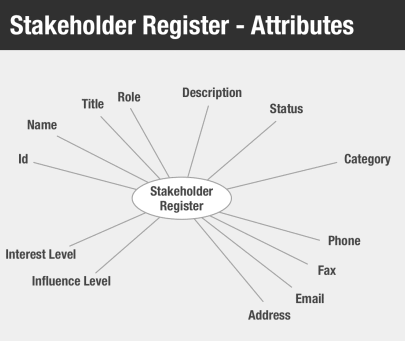 Stakeholder Register - Attributes
Description
Role
Title
Status
Name
Id
Category
Stakeholder
Register
Phone
Interest Level
Fax
Influence Level
Email
Address